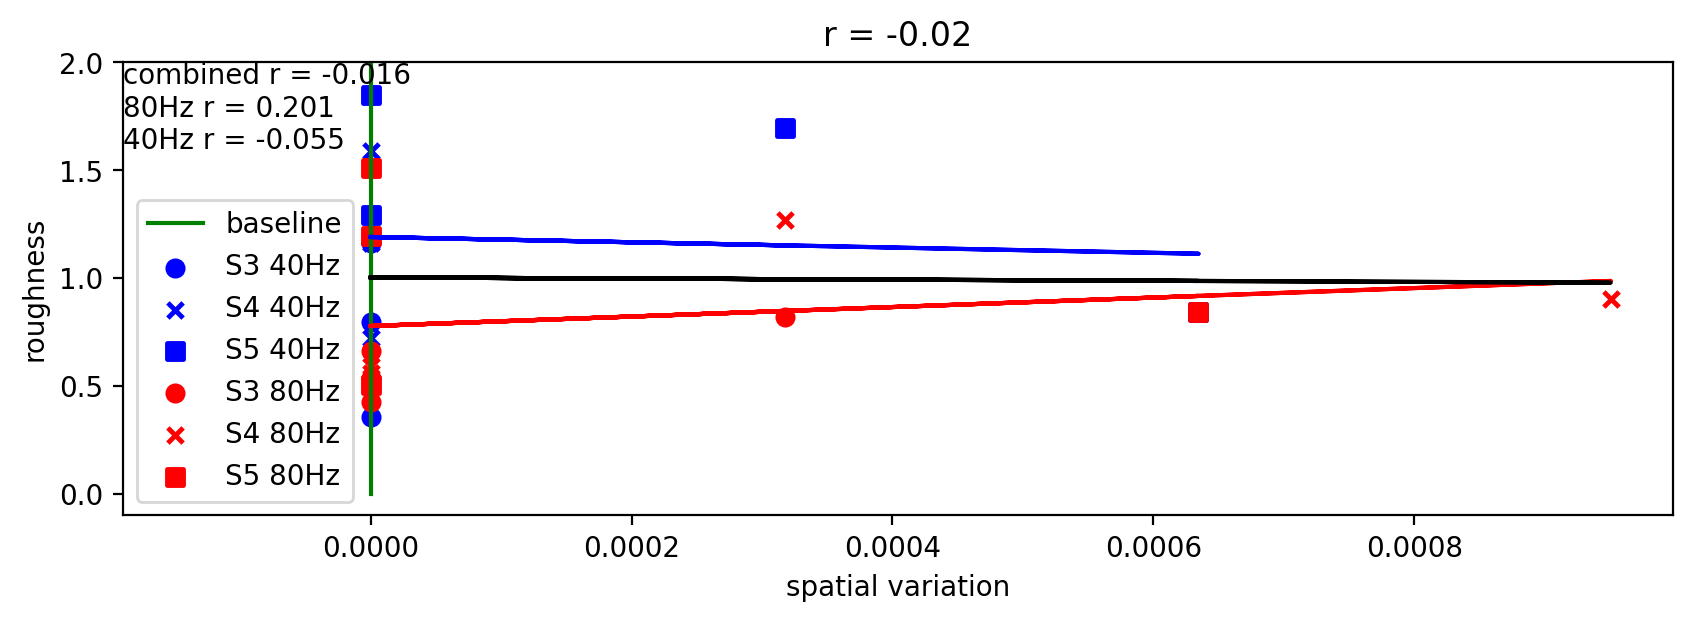 r = -0.02
combined r = -0.016
80Hz r = 0.201
40Hz r = -0.055
2.0
1.5
1.0
0.5
0.0
roughness
baseline
S3 40Hz
S4 40Hz
S5 40Hz
S3 80Hz
S4 80Hz
S5 80Hz
0.0000 0.0002 0.0004 0.0006 0.0008
spatial variation